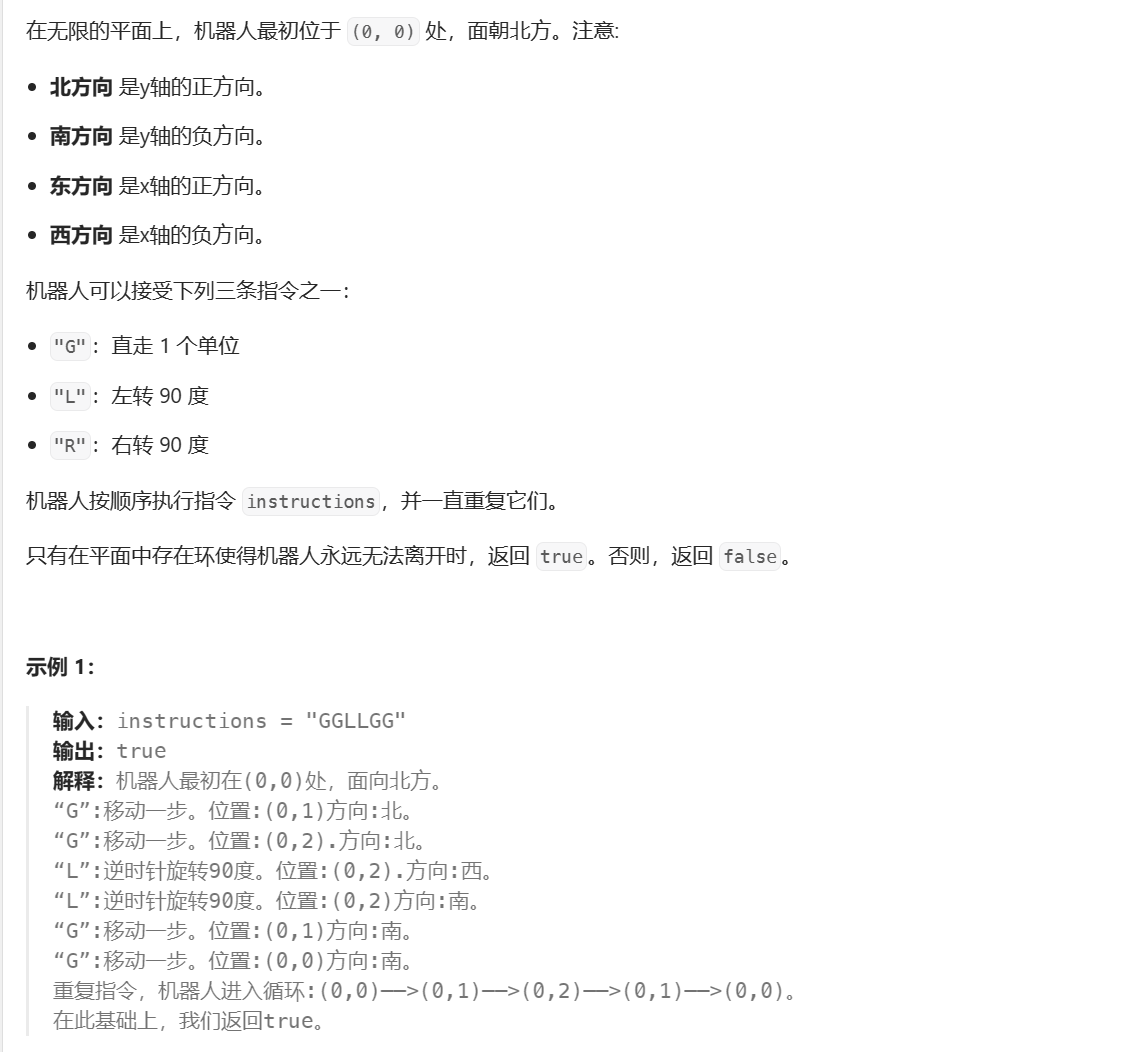 在无限的平面上，机器人最初位于 (0, 0) 处，面朝北方。注意:
北方向 是y轴的正方向。
南方向 是y轴的负方向。
东方向 是x轴的正方向。
西方向 是x轴的负方向。
机器人可以接受下列三条指令之一：
"G"：直走 1 个单位
"L"：左转 90 度
"R"：右转 90 度
机器人按顺序执行指令 instructions，并一直重复它们。
只有在平面中存在环使得机器人永远无法离开时，返回 true。否则，返回 false。
示例 1：
输入：instructions = "GGLLGG"
输出：true
解释：机器人最初在(0,0)处，面向北方。
“G”:移动一步。位置:(0,1)方向:北。
“G”:移动一步。位置:(0,2).方向:北。
“L”:逆时针旋转90度。位置:(0,2).方向:西。
“L”:逆时针旋转90度。位置:(0,2)方向:南。
“G”:移动一步。位置:(0,1)方向:南。
“G”:移动一步。位置:(0,0)方向:南。
重复指令，机器人进入循环:(0,0)——>(0,1)——>(0,2)——>(0,1)——>(0,0)。
在此基础上，我们返回true。